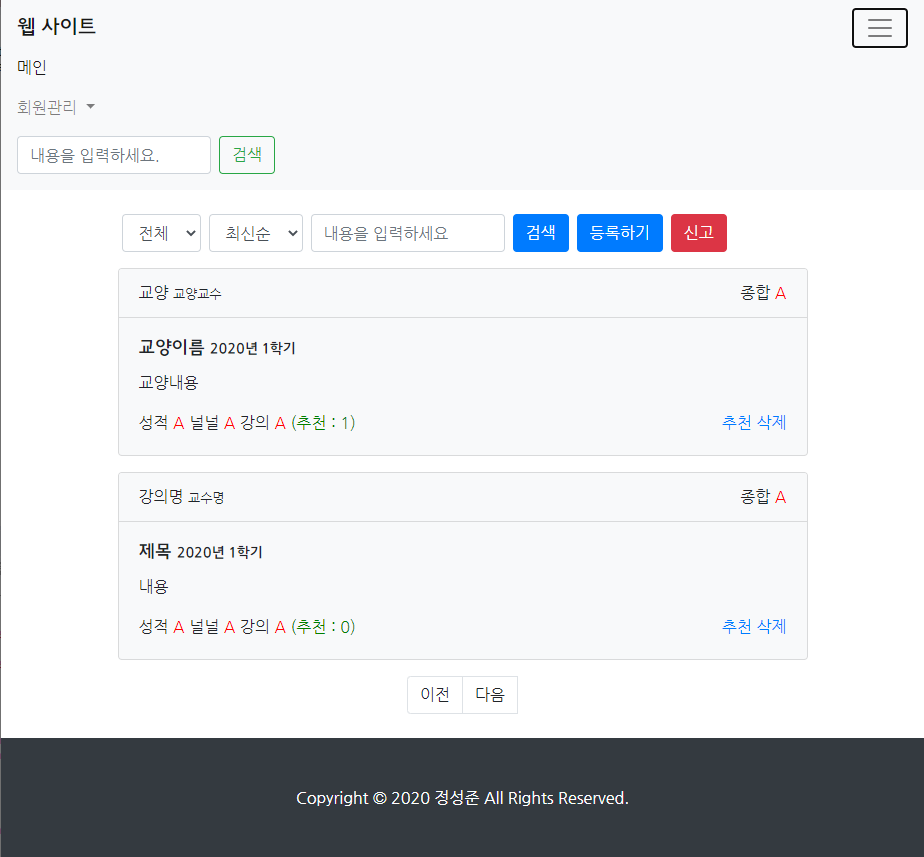 웹 사이트
메인
회원관리
내용을 입력하세요. 검색
전체 최신순 내용을 입력하세요 검색 등록하기 신고
교양 교양교수 종합 A
교양이름 2020년 1학기
교양내용
성적 A 널널 A 강의 A (추천 : 1) 추천 삭제
강의명 교수명 종합 A
제목 2020년 1학기
내용
성적 A 널널 A 강의 A (추천 : 0) 추천 삭제
이전 다음
Copyright © 2020 정성준 All Rights Reserved.